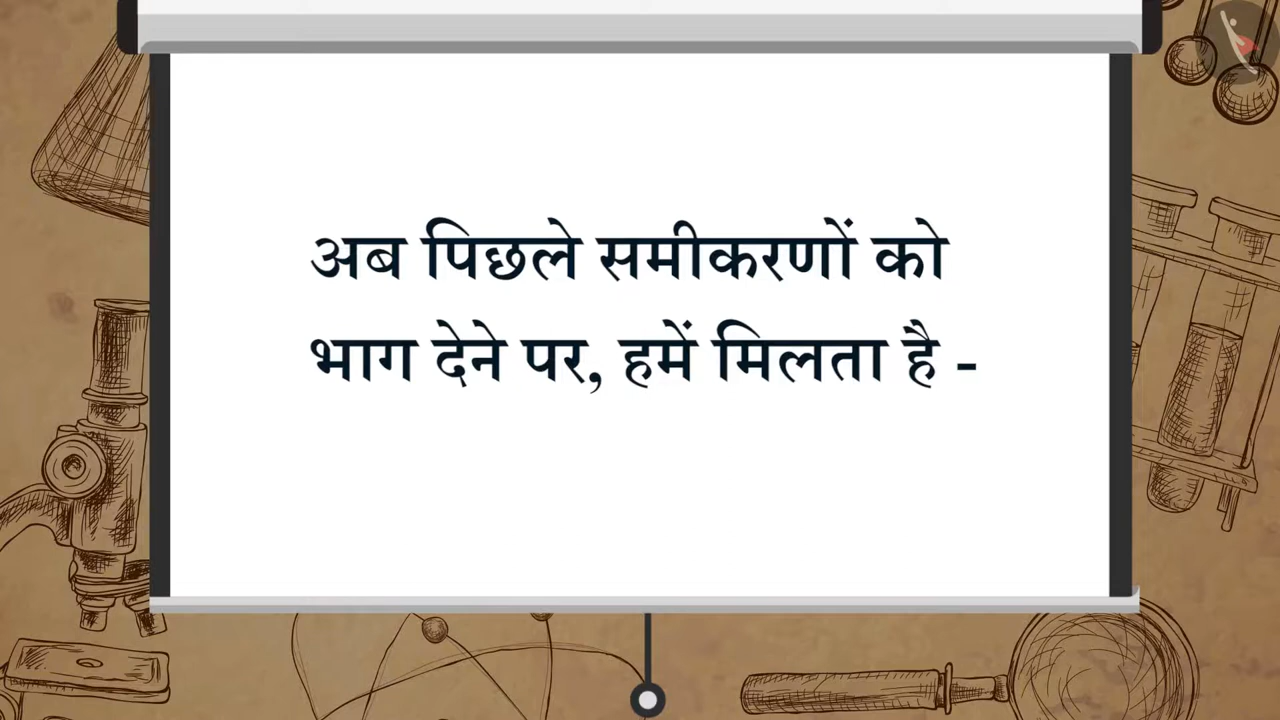 अब पिछले समीकरणों को
भाग देने पर, हमें मिलता है -